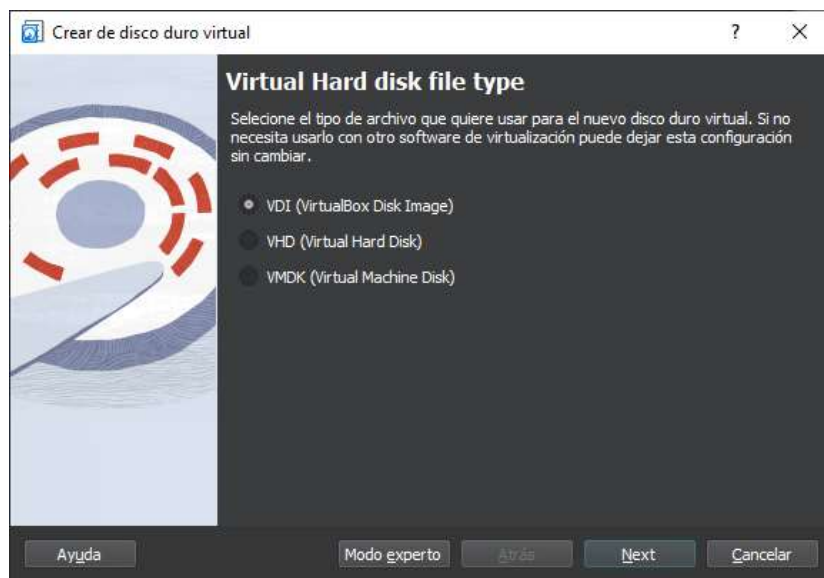 Crear de disco duro virtual
Virtual Hard disk file type
Selecione el tipo de archivo que quiere usar para el nuevo disco duro virtual. Si no
necesita usarlo con otro software de virtualización puede dejar esta configuración
sin cambiar.
VDI (VirtualBox Disk Image)
VHD (Virtual Hard Disk)
VMDK (Virtual Machine Disk)
Ayuda Modo experto Atrás Next Cancelar